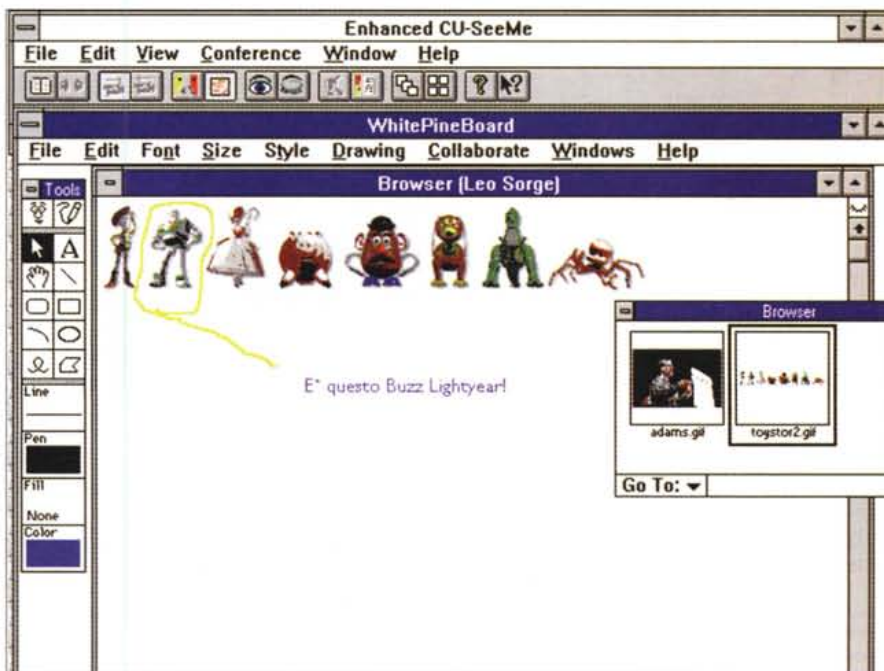 Enhanced CU-SeeMe
File Edit View Conference Window Help
WhitePineBoard
File Edit Font Size Style Drawing Collaborate Windows Help
Tools
Browser (Leo Sorge)
A
Browser
E' questo Buzz Lightyear!
adams.gif toystor2.gif
Line
Pen
Go To:
Fill
None
Color